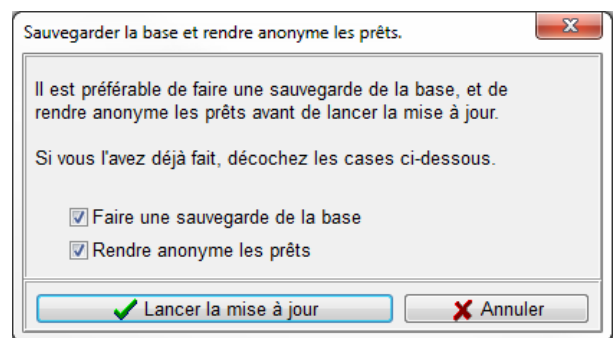 Sauvegarder la base et rendre anonyme les prêts.
Il est préférable de faire une sauvegarde de la base, et de
rendre anonyme les prêts avant de lancer la mise à jour.
Si vous l'avez déjà fait, décochez les cases ci-dessous.
Faire une sauvegarde de la base
Rendre anonyme les prêts
Lancer la mise à jour
Annuler